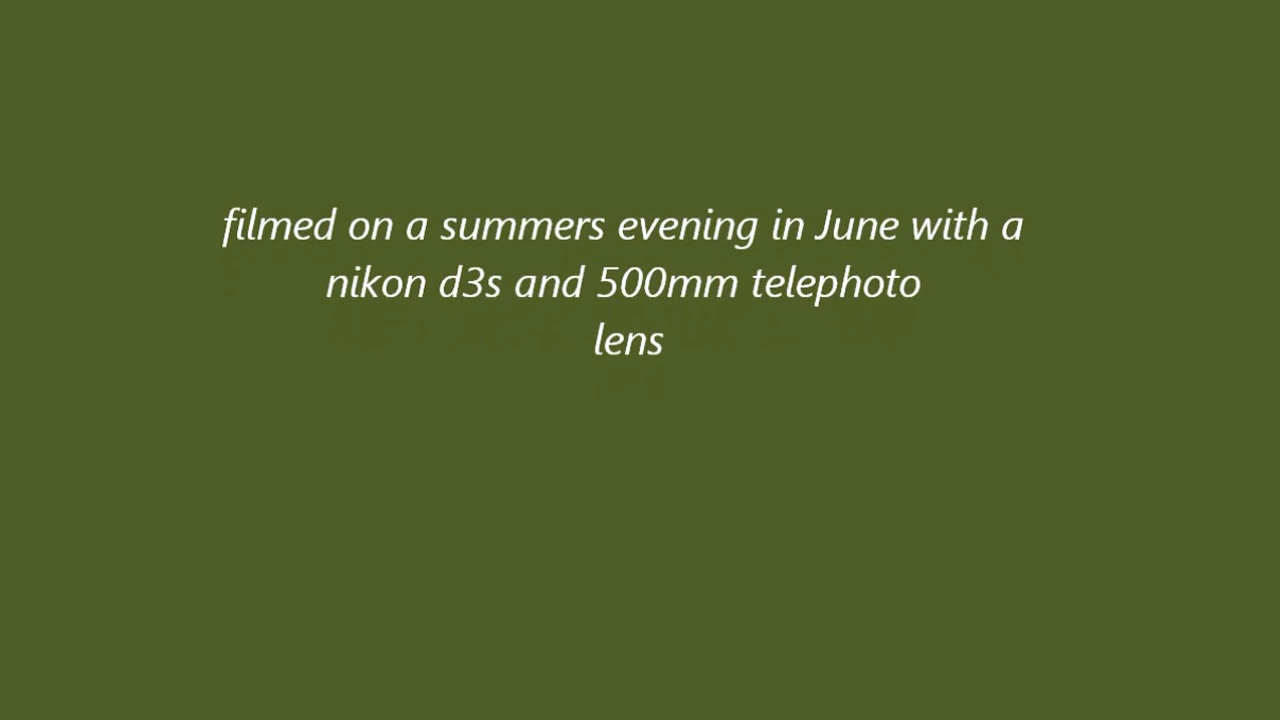 filmed on a summers evening in June with a
nikon d3s and 500mm telephoto
lens